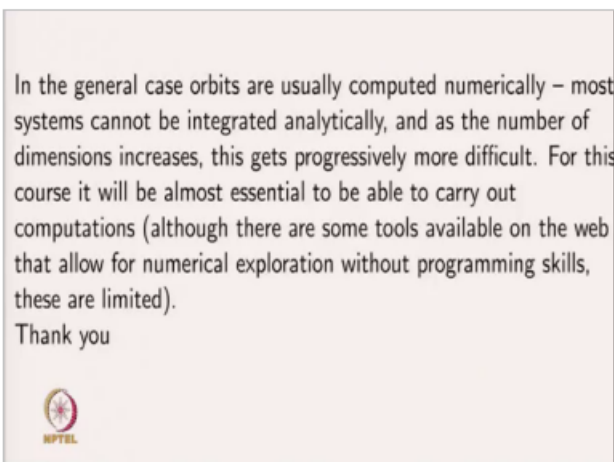 In the general case orbits are usually computed numerically – most
systems cannot be integrated analytically, and as the number of
dimensions increases, this gets progressively more difficult. For this
course it will be almost essential to be able to carry out
computations (although there are some tools available on the web
that allow for numerical exploration without programming skills,
these are limited).
Thank you
NPTEL